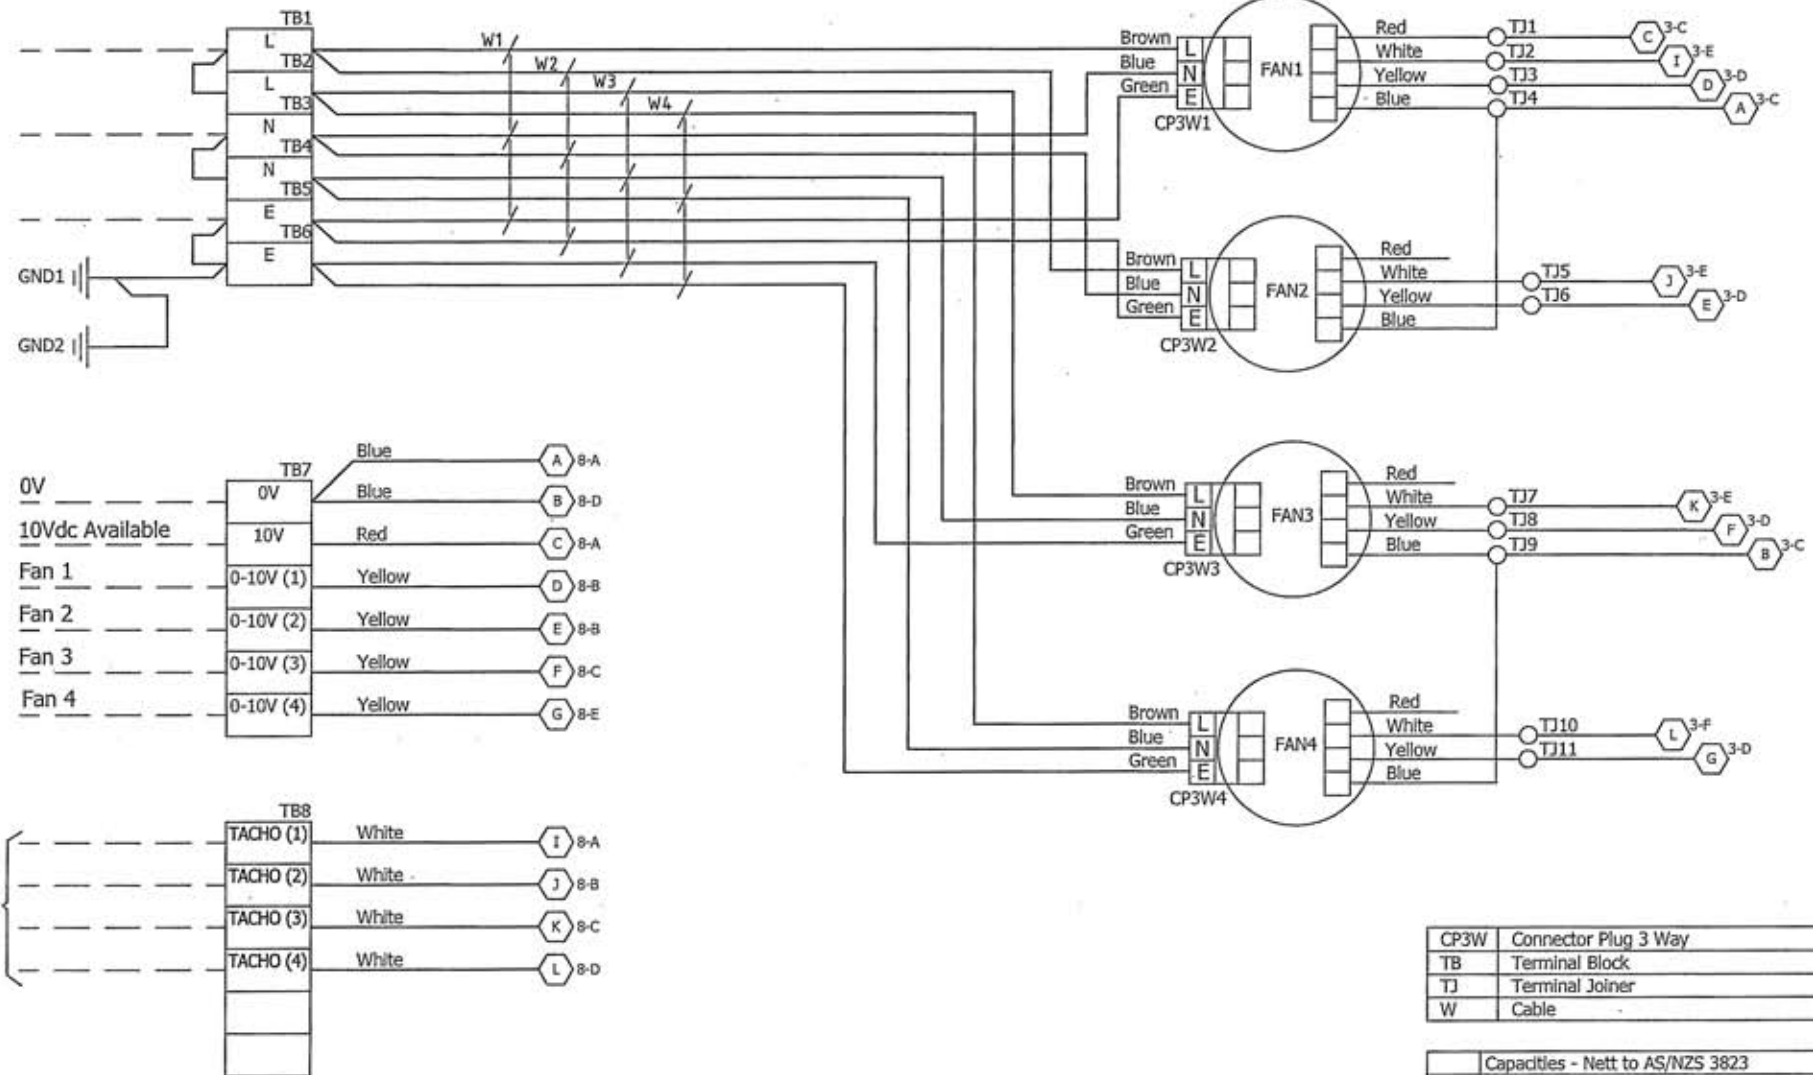 TB1
L
TB2
L
TB3
N
TB4
N
TB5
E
TB6
E
GND1
GND2
W1
W2
W3
W4
Brown
Blue
Green
L
N
E
CP3W1
FAN1
Red
White
Yellow
Blue
TJ1
TJ2
TJ3
TJ4
C 3-C
I 3-E
D 3-D
A 3-C
Brown
Blue
Green
L
N
E
CP3W2
FAN2
Red
White
Yellow
Blue
TJ5
TJ6
J 3-E
E 3-D
Brown
Blue
Green
L
N
E
CP3W3
FAN3
Red
White
Yellow
Blue
TJ7
TJ8
TJ9
K 3-E
F 3-D
B 3-C
Brown
Blue
Green
L
N
E
CP3W4
FAN4
Red
White
Yellow
Blue
TJ10
TJ11
L 3-F
G 3-D
TB7
0V 0V Blue A 8-A
Blue B 8-D
10Vdc Available 10V Red C 8-A
Fan 1 0-10V (1) Yellow D 8-B
Fan 2 0-10V (2) Yellow E 8-B
Fan 3 0-10V (3) Yellow F 8-C
Fan 4 0-10V (4) Yellow G 8-E
TB8
TACHO (1) White I 8-A
TACHO (2) White J 8-B
TACHO (3) White K 8-C
TACHO (4) White L 8-D
CP3W Connector Plug 3 Way
TB Terminal Block
TJ Terminal Joiner
W Cable
Capacities - Nett to AS/NZS 3823